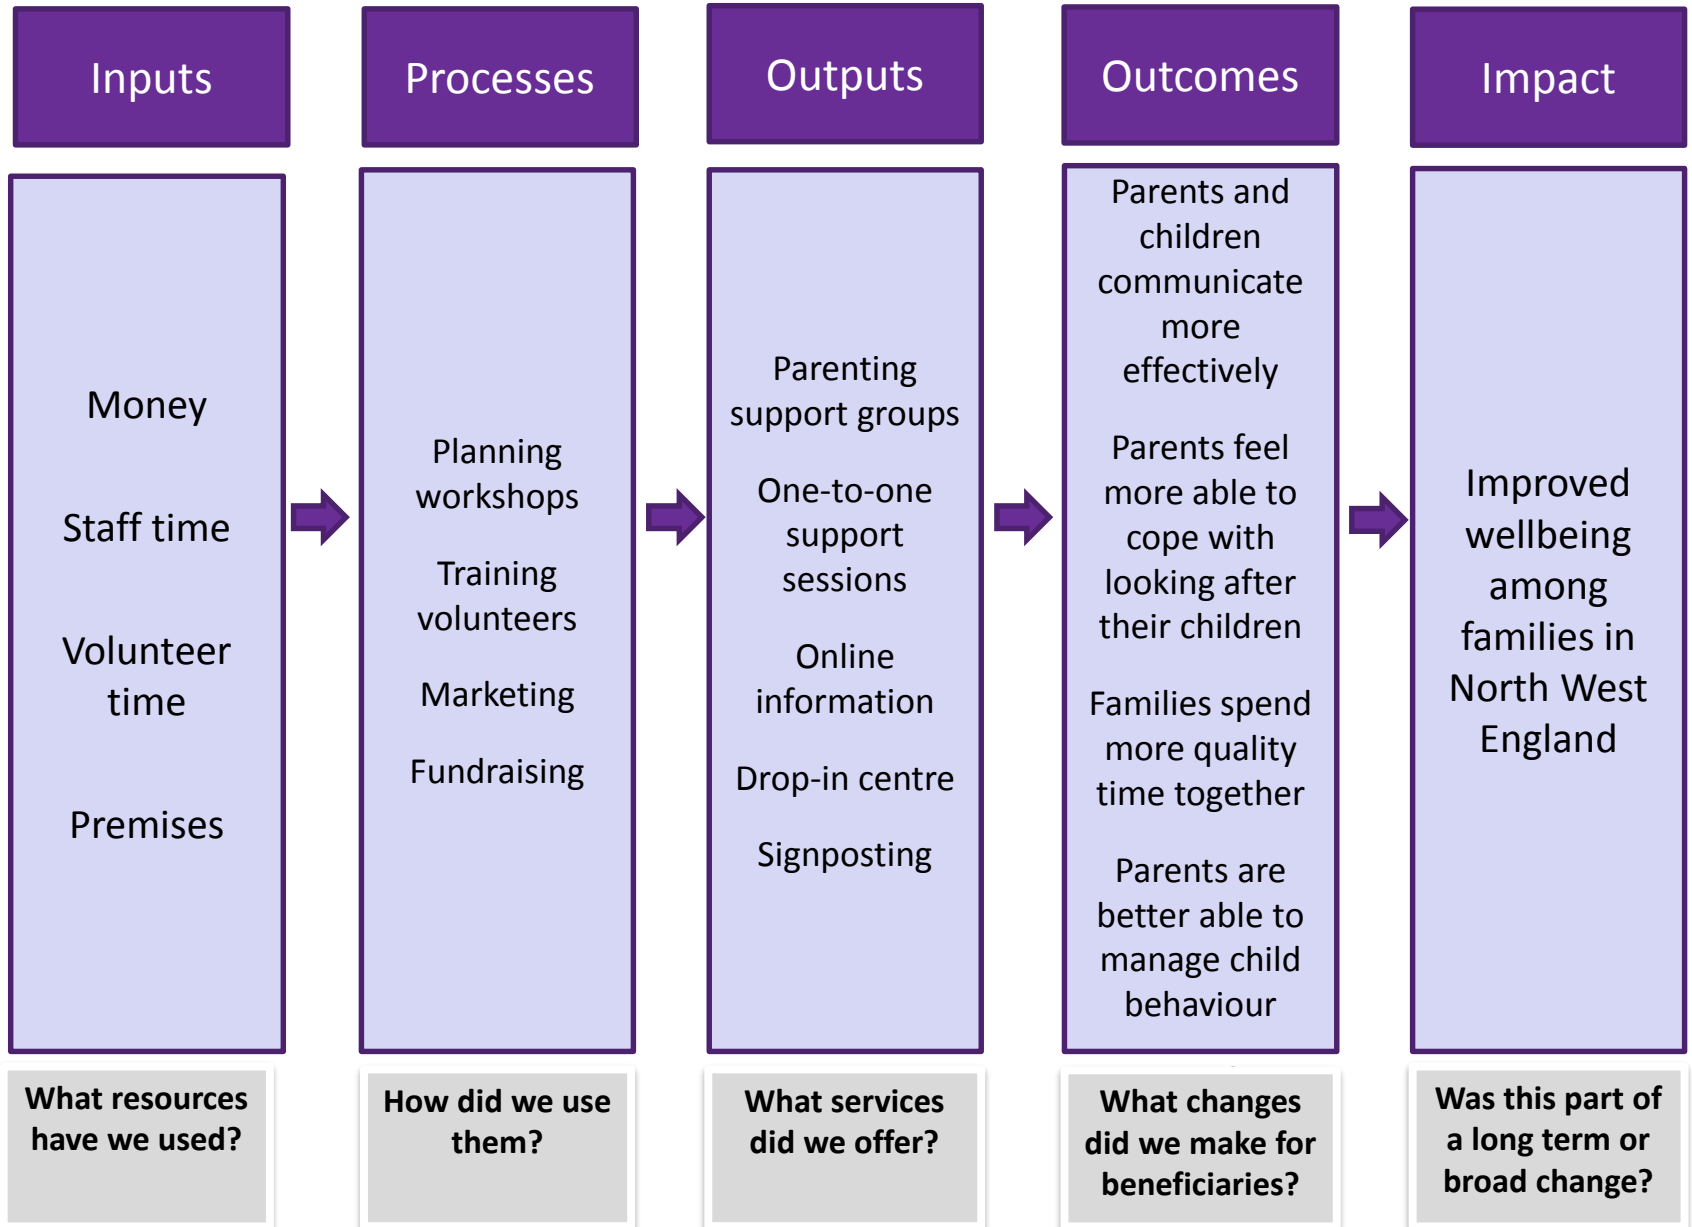 Inputs
Processes
Outputs
Outcomes
Impact
Money
Staff time
Volunteer
time
Premises
Planning
workshops
Training
volunteers
Marketing
Fundraising
Parenting
support groups
One-to-one
support
sessions
Online
information
Drop-in centre
Signposting
Parents and
children
communicate
more
effectively
Parents feel
more able to
cope with
looking after
their children
Families spend
more quality
time together
Parents are
better able to
manage child
behaviour
Improved
wellbeing
among
families in
North West
England
What resources
have we used?
How did we use
them?
What services
did we offer?
What changes
did we make for
beneficiaries?
Was this part of
a long term or
broad change?